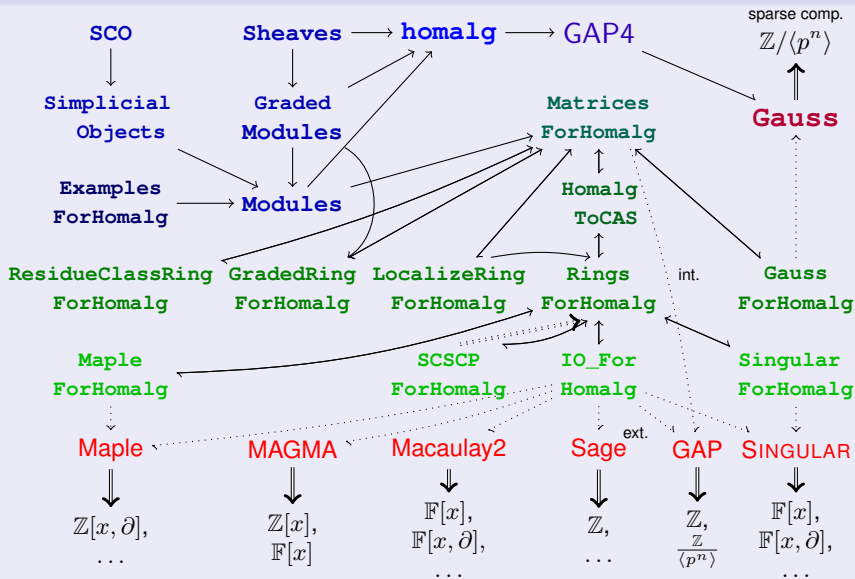 sparse comp.
SCO Sheaves homalg GAP4 ℤ/⟨pⁿ⟩
Simplicial Graded Matrices
Objects Modules ForHomalg Gauss
Examples Homalg
ForHomalg Modules ToCAS
ResidueClassRing GradedRing LocalizeRing Rings int. Gauss
ForHomalg ForHomalg ForHomalg ForHomalg ForHomalg
Maple SCSCP IO_For Singular
ForHomalg ForHomalg Homalg ForHomalg
ext.
Maple MAGMA Macaulay2 Sage GAP SINGULAR
ℤ[x, ∂], ℤ[x], 𝔽[x], ℤ, ℤ, 𝔽[x],
... 𝔽[x] 𝔽[x, ∂], ... ℤ/⟨pⁿ⟩ 𝔽[x, ∂],
... ...